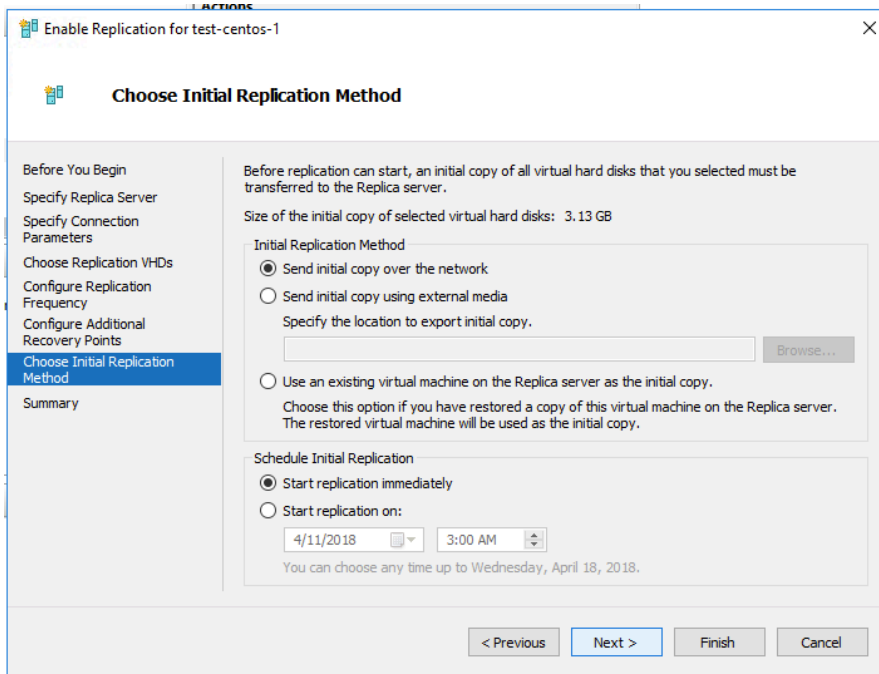 Actions
Enable Replication for test-centos-1
Choose Initial Replication Method
Before You Begin
Specify Replica Server
Specify Connection
Parameters
Choose Replication VHDs
Configure Replication
Frequency
Configure Additional
Recovery Points
Choose Initial Replication
Method
Summary
Before replication can start, an initial copy of all virtual hard disks that you selected must be
transferred to the Replica server.
Size of the initial copy of selected virtual hard disks: 3.13 GB
Initial Replication Method
Send initial copy over the network
Send initial copy using external media
Specify the location to export initial copy.
Browse...
Use an existing virtual machine on the Replica server as the initial copy.
Choose this option if you have restored a copy of this virtual machine on the Replica server.
The restored virtual machine will be used as the initial copy.
Schedule Initial Replication
Start replication immediately
Start replication on:
4/11/2018 3:00 AM
You can choose any time up to Wednesday, April 18, 2018.
< Previous Next > Finish Cancel